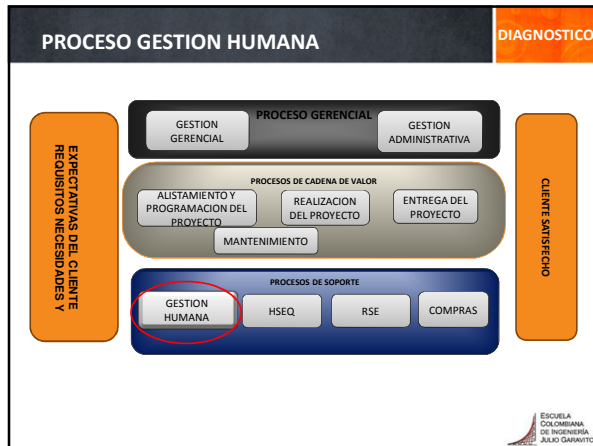 PROCESO GESTION HUMANA
DIAGNOSTICO
EXPECTATIVAS DEL CLIENTE
REQUISITOS NECESIDADES Y
PROCESO GERENCIAL
GESTION
GERENCIAL
GESTION
ADMINISTRATIVA
PROCESOS DE CADENA DE VALOR
ALISTAMIENTO Y
PROGRAMACION DEL
PROYECTO
REALIZACION
DEL PROYECTO
ENTREGA DEL
PROYECTO
MANTENIMIENTO
PROCESOS DE SOPORTE
GESTION
HUMANA
HSEQ
RSE
COMPRAS
CLIENTE SATISFECHO
ESCUELA
COLOMBIANA
DE INGENIERÍA
JULIO GARAVITO